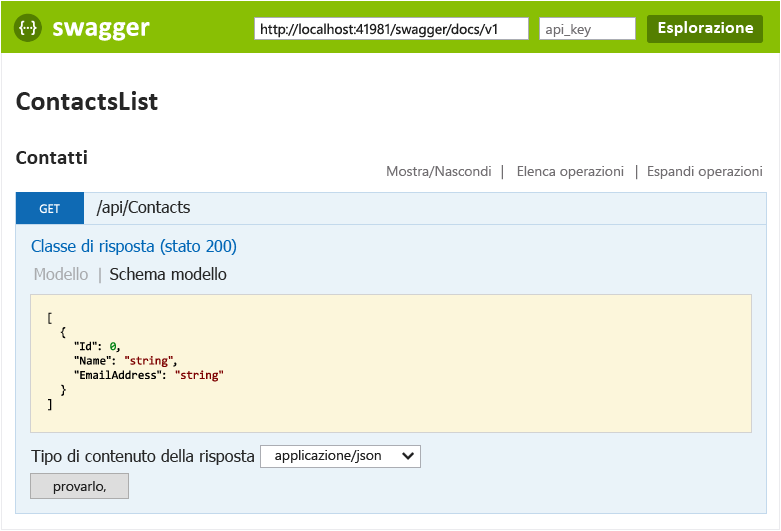 {··} swagger http://localhost:41981/swagger/docs/v1 api_key Esplorazione
ContactsList
Contatti
Mostra/Nascondi | Elenca operazioni | Espandi operazioni
GET /api/Contacts
Classe di risposta (stato 200)
Modello | Schema modello
[
{
"Id": 0,
"Name": "string",
"EmailAddress": "string"
}
]
Tipo di contenuto della risposta applicazione/json
provarlo,